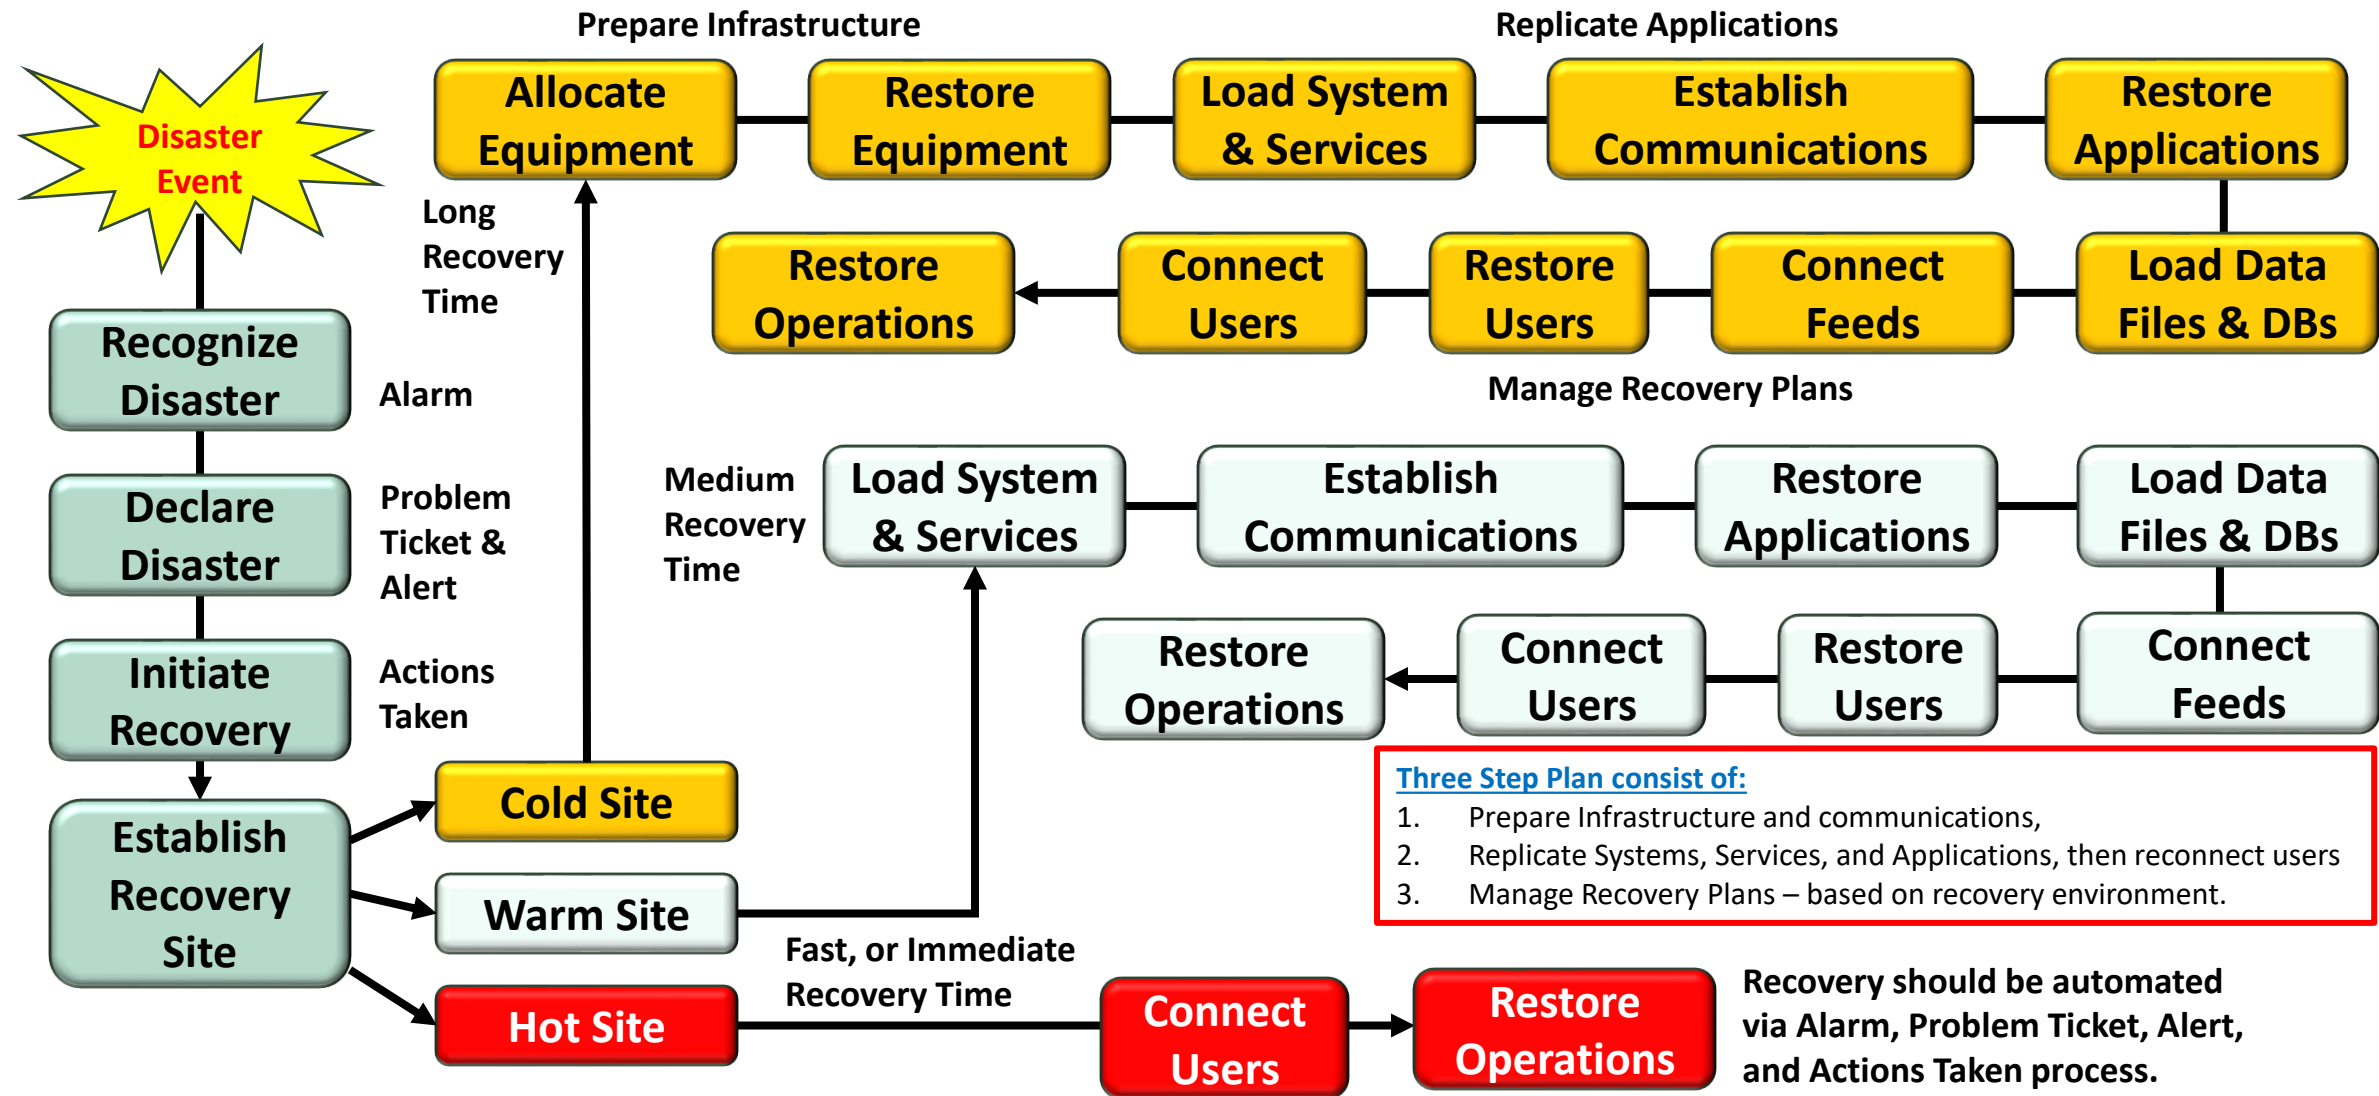 Prepare Infrastructure
Replicate Applications
Disaster
Event
Allocate
Equipment
Restore
Equipment
Load System
& Services
Establish
Communications
Restore
Applications
Long
Recovery
Time
Restore
Operations
Connect
Users
Restore
Users
Connect
Feeds
Load Data
Files & DBs
Manage Recovery Plans
Recognize
Disaster
Alarm
Declare
Disaster
Problem
Ticket &
Alert
Initiate
Recovery
Actions
Taken
Medium
Recovery
Time
Load System
& Services
Establish
Communications
Restore
Applications
Load Data
Files & DBs
Restore
Operations
Connect
Users
Restore
Users
Connect
Feeds
Establish
Recovery
Site
Cold Site
Warm Site
Hot Site
Three Step Plan consist of:
1. Prepare Infrastructure and communications,
2. Replicate Systems, Services, and Applications, then reconnect users
3. Manage Recovery Plans – based on recovery environment.
Fast, or Immediate
Recovery Time
Connect
Users
Restore
Operations
Recovery should be automated
via Alarm, Problem Ticket, Alert,
and Actions Taken process.